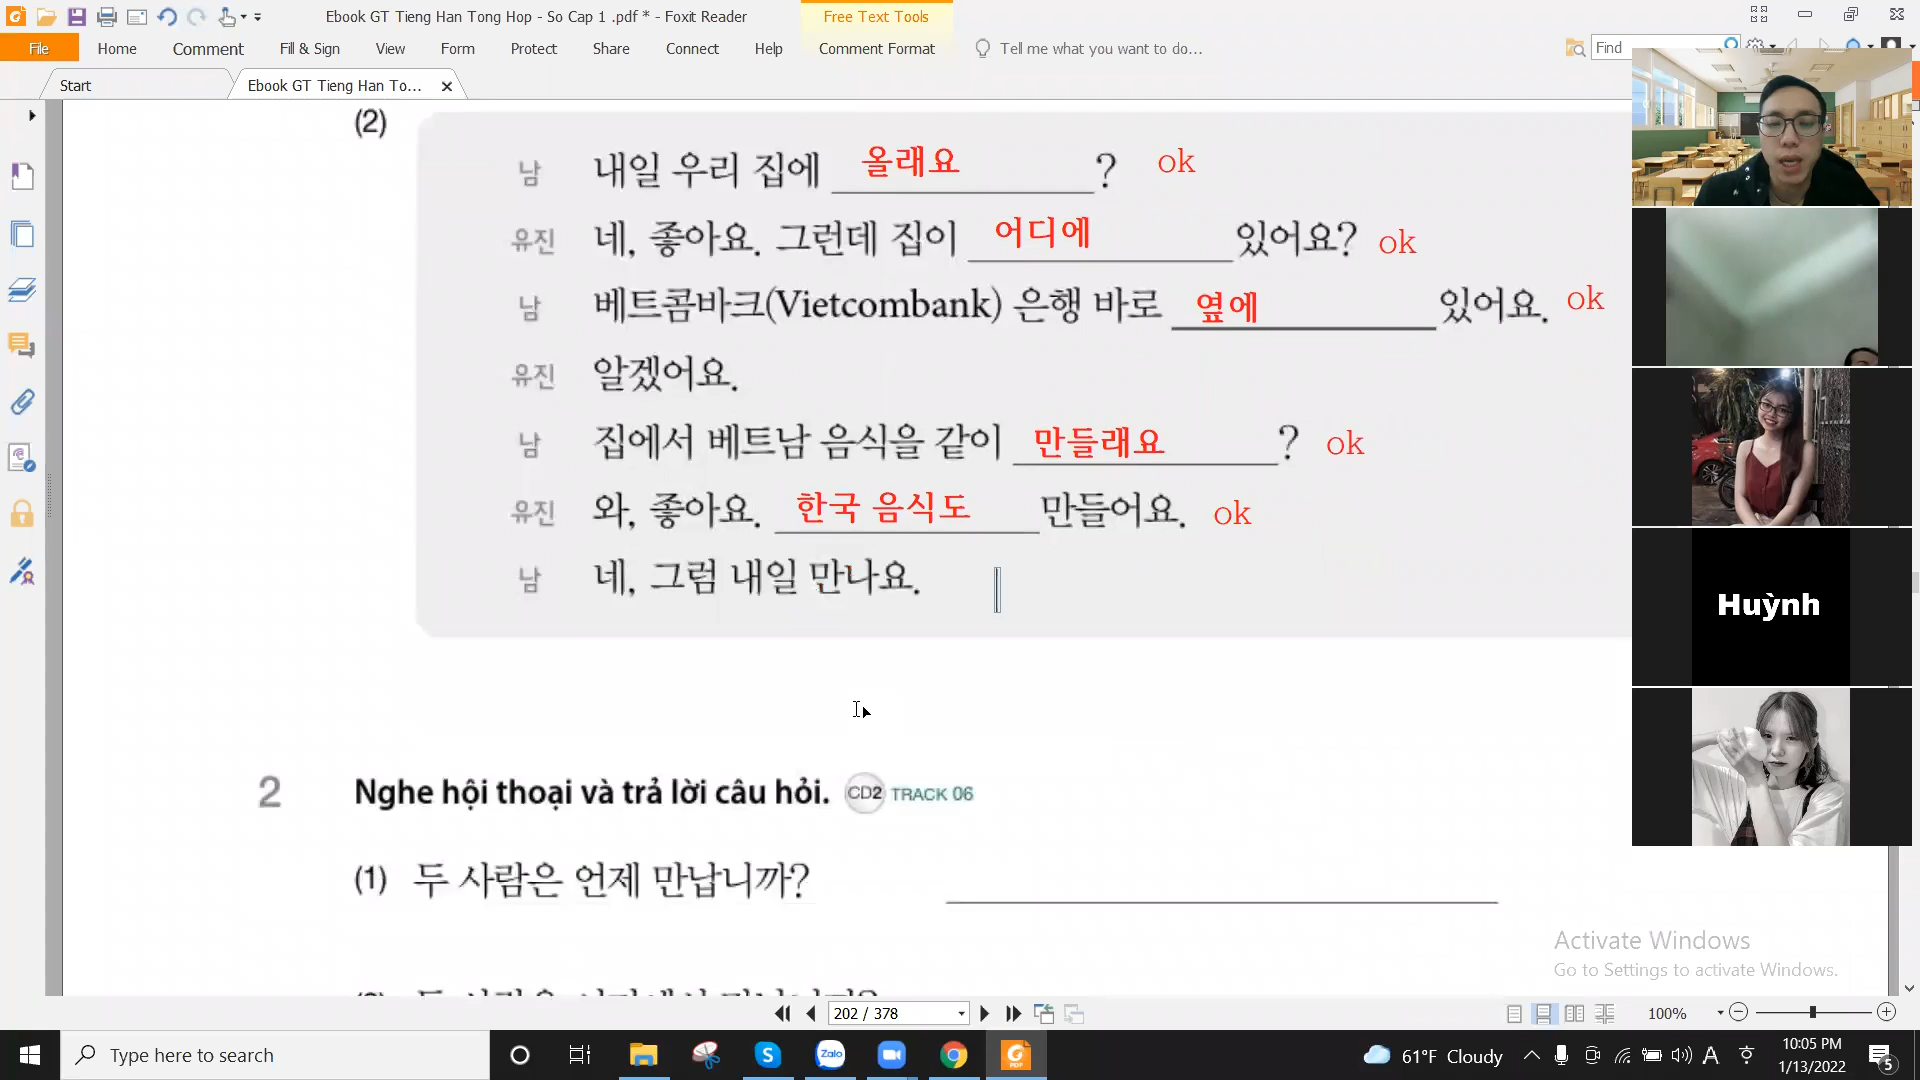 Ebook GT Tieng Han Tong Hop - So Cap 1 .pdf * - Foxit Reader
Free Text Tools
File Home Comment Fill & Sign View Form Protect Share Connect Help Comment Format Tell me what you want to do... Find
Start Ebook GT Tieng Han To...
(2)
남 내일 우리 집에 올래요? ok
유진 네, 좋아요. 그런데 집이 어디에 있어요? ok
남 베트콤바크(Vietcombank) 은행 바로 옆에 있어요. ok
유진 알겠어요.
남 집에서 베트남 음식을 같이 만들래요? ok
유진 와, 좋아요. 한국 음식도 만들어요. ok
남 네, 그럼 내일 만나요.
Huỳnh
2 Nghe hội thoại và trả lời câu hỏi. CD2 TRACK 06
(1) 두 사람은 언제 만납니까?
Activate Windows
Go to Settings to activate Windows.
202 / 378
100%
Type here to search
Zalo
PDF
61°F Cloudy
A
10:05 PM
1/13/2022
5